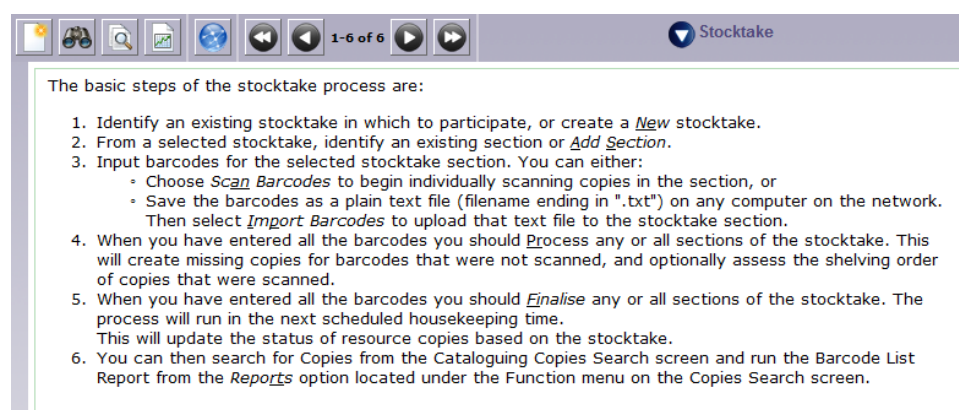 1-6 of 6
Stocktake
The basic steps of the stocktake process are:
1. Identify an existing stocktake in which to participate, or create a New stocktake.
2. From a selected stocktake, identify an existing section or Add Section.
3. Input barcodes for the selected stocktake section. You can either:
◦ Choose Scan Barcodes to begin individually scanning copies in the section, or
◦ Save the barcodes as a plain text file (filename ending in ".txt") on any computer on the network.
Then select Import Barcodes to upload that text file to the stocktake section.
4. When you have entered all the barcodes you should Process any or all sections of the stocktake. This
will create missing copies for barcodes that were not scanned, and optionally assess the shelving order
of copies that were scanned.
5. When you have entered all the barcodes you should Finalise any or all sections of the stocktake. The
process will run in the next scheduled housekeeping time.
This will update the status of resource copies based on the stocktake.
6. You can then search for Copies from the Cataloguing Copies Search screen and run the Barcode List
Report from the Reports option located under the Function menu on the Copies Search screen.